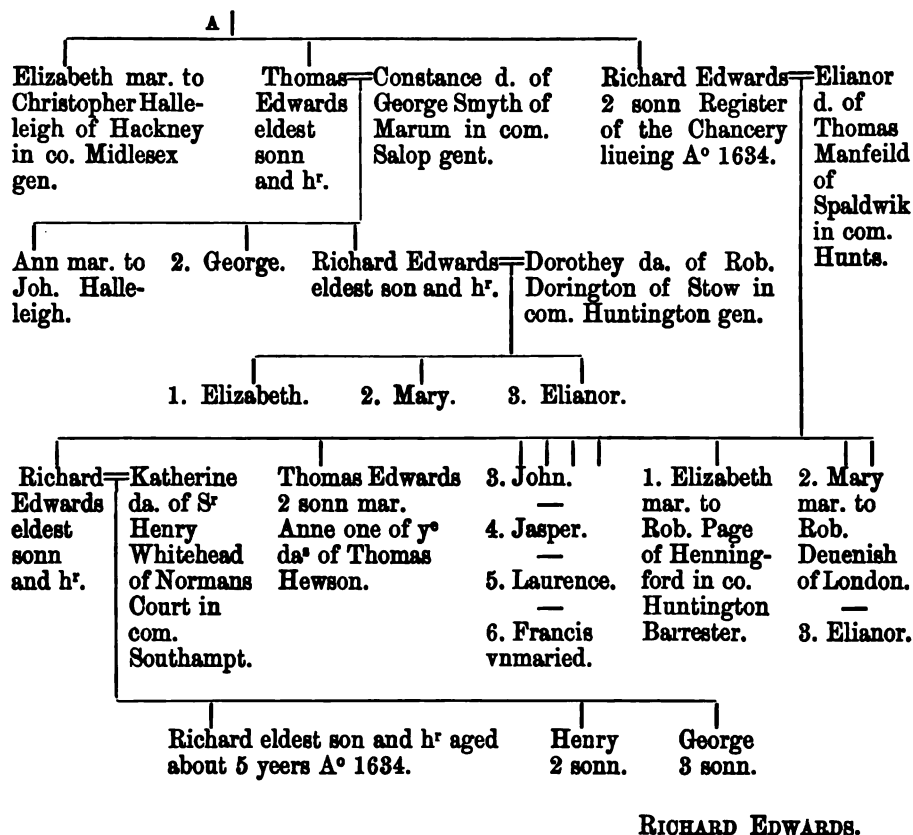 A
Elizabeth mar. to
Christopher Halle-
leigh of Hackney
in co. Midlesex
gen.
Thomas
Edwards
eldest
sonn
and hʳ.
Constance d. of
George Smyth of
Marum in com.
Salop gent.
Richard Edwards
2 sonn Register
of the Chancery
liueing Aº 1634.
Elianor
d. of
Thomas
Manfeild
of
Spaldwik
in com.
Hunts.
Ann mar. to
Joh. Halle-
leigh.
2. George.
Richard Edwards
eldest son and hʳ.
Dorothey da. of Rob.
Dorington of Stow in
com. Huntington gen.
1. Elizabeth.
2. Mary.
3. Elianor.
Richard
Edwards
eldest
sonn
and hʳ.
Katherine
da. of Sʳ
Henry
Whitehead
of Normans
Court in
com.
Southampt.
Thomas Edwards
2 sonn mar.
Anne one of yᵉ
daˢ of Thomas
Hewson.
3. John.
—
4. Jasper.
—
5. Laurence.
—
6. Francis
vnmaried.
1. Elizabeth
mar. to
Rob. Page
of Henning-
ford in co.
Huntington
Barrester.
2. Mary
mar. to
Rob.
Deuenish
of London.
—
3. Elianor.
Richard eldest son and hʳ aged
about 5 yeers Aº 1634.
Henry
2 sonn.
George
3 sonn.
RICHARD EDWARDS.